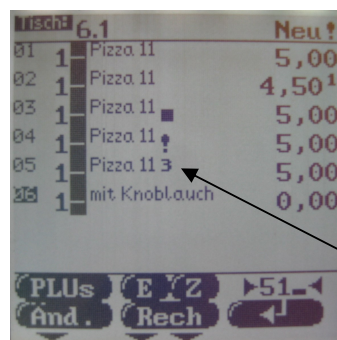 Tisch: 6.1 Neu!
01 1 Pizza 11 5,00
02 1 Pizza 11 4,50¹
03 1 Pizza 11 ■ 5,00
04 1 Pizza 11 ! 5,00
05 1 Pizza 11 3 5,00
06 1 mit Knoblauch 0,00
PLUs E Z ►51_◄
Änd. Rech ↵